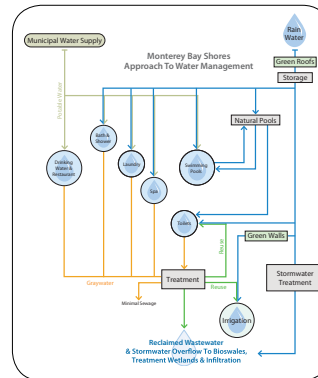 Municipal Water Supply
Rain
Water
Monterey Bay Shores
Approach To Water Management
Green Roofs
Storage
Potable Water
Natural Pools
Bath &
Shower
Drinking
Water &
Restaurant
Laundry
Swimming
Pools
Spa
Toilets
Green Walls
Reuse
Stormwater
Treatment
Treatment
Graywater
Reuse
Minimal Sewage
Irrigation
Reclaimed Wastewater
& Stormwater Overflow To Bioswales,
Treatment Wetlands & Infiltration